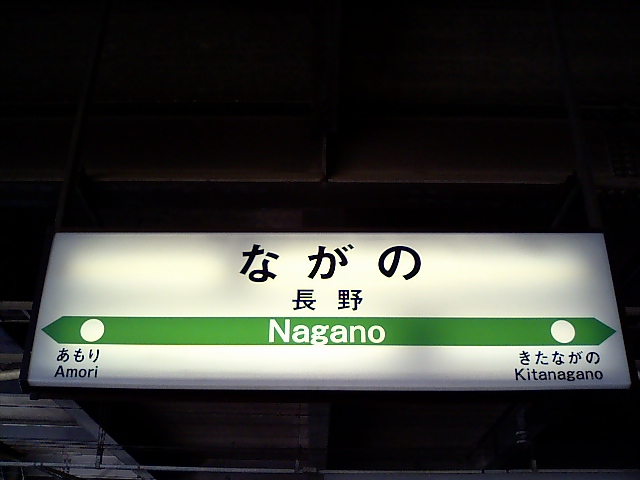 ながの
長野
Nagano
あもり
Amori
きたながの
Kitanagano